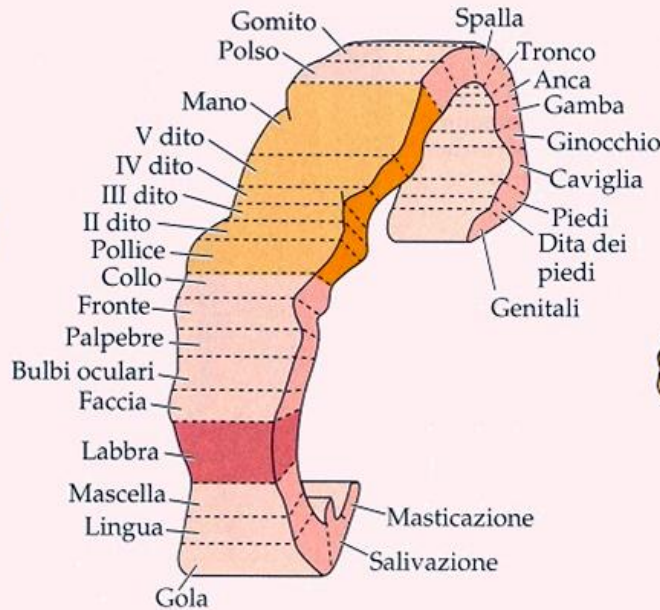 Gomito
Polso
Mano
V dito
IV dito
III dito
II dito
Pollice
Collo
Fronte
Palpebre
Bulbi oculari
Faccia
Labbra
Mascella
Lingua
Gola
Spalla
Tronco
Anca
Gamba
Ginocchio
Caviglia
Piedi
Dita dei
piedi
Genitali
Masticazione
Salivazione